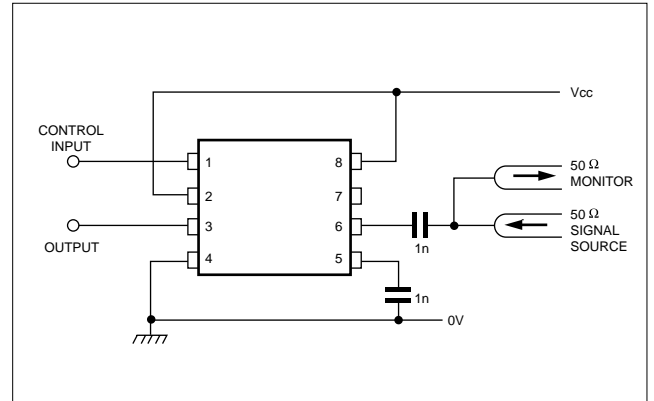 Vcc
CONTROL
INPUT
1
8
50 Ω
MONITOR
2
7
3
6
50 Ω
SIGNAL
SOURCE
OUTPUT
1n
4
5
1n
0V